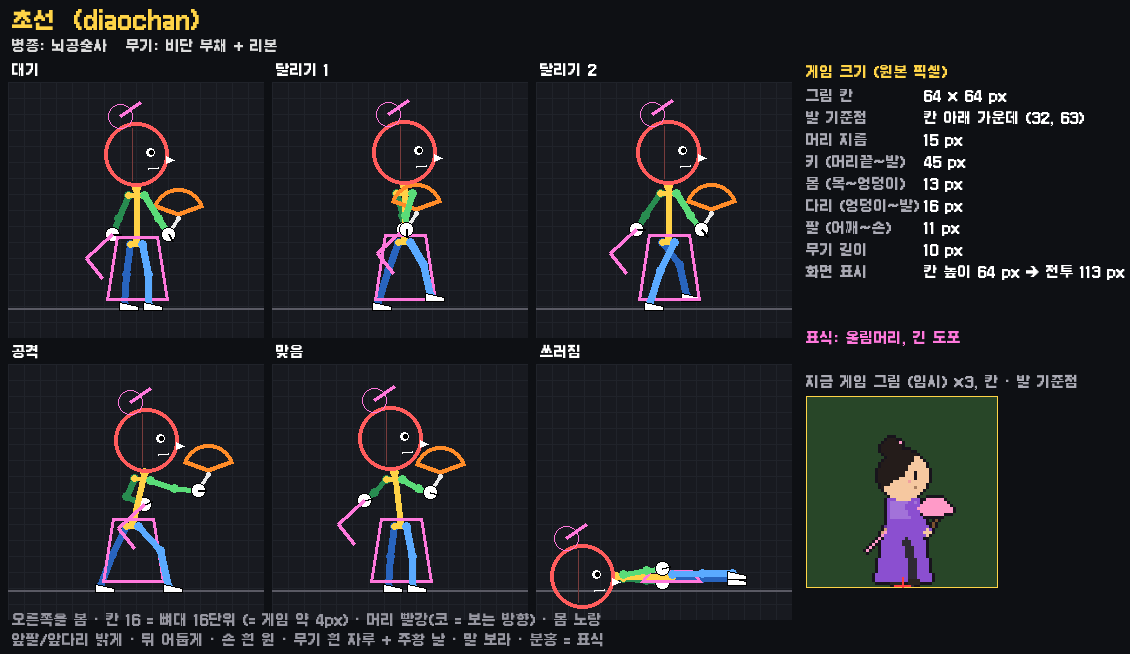 초선 (diaochan)
병종: 뇌공술사 무기: 비단 부채 + 리본
대기
달리기 1
달리기 2
공격
맞음
쓰러짐
오른쪽을 봄 · 칸 16 = 뼈대 16단위 (= 게임 약 4px) · 머리 빨강(코 = 보는 방향) · 몸 노랑
앞팔/앞다리 밝게 · 뒤 어둡게 · 손 흰 원 · 무기 흰 자루 + 주황 날 · 말 보라 · 분홍 = 표식
게임 크기 (원본 픽셀)
그림 칸 64 × 64 px
발 기준점 칸 아래 가운데 (32, 63)
머리 지름 15 px
키 (머리끝~발) 45 px
몸 (목~엉덩이) 13 px
다리 (엉덩이~발) 16 px
팔 (어깨~손) 11 px
무기 길이 10 px
화면 표시 칸 높이 64 px → 전투 113 px
표식: 올림머리, 긴 도포
지금 게임 그림 (임시) ×3, 칸 · 발 기준점